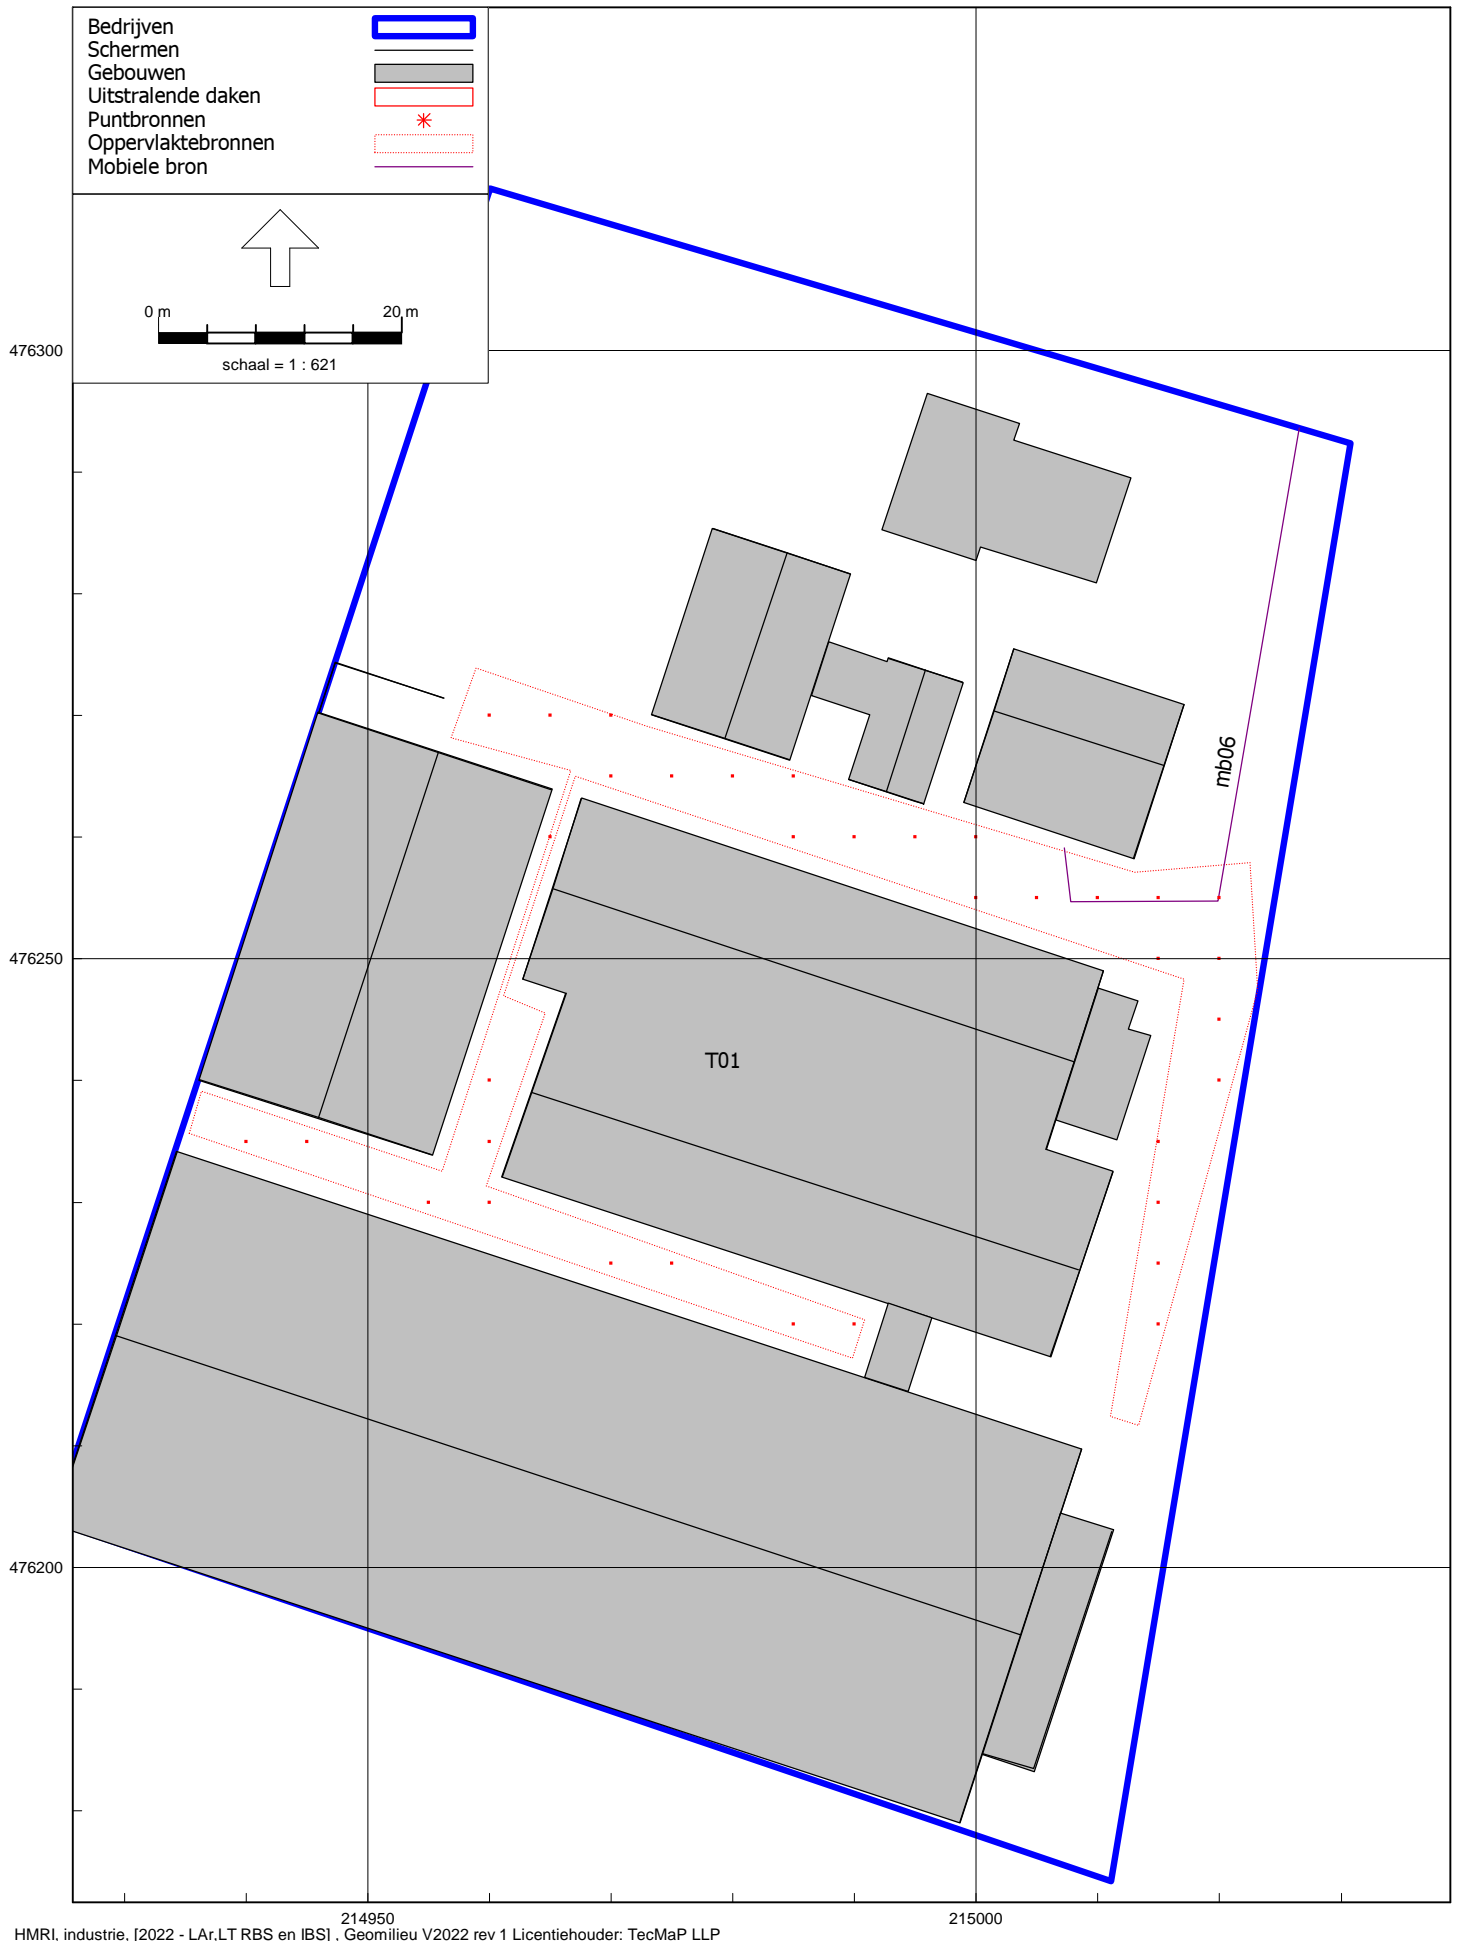 Bedrijven
Schermen
Gebouwen
Uitstralende daken
Puntbronnen
Oppervlaktebronnen
Mobiele bron
0 m 20 m
schaal = 1 : 621
476300
mb06
476250
T01
476200
214950 215000
HMRI, industrie, [2022 - LAr,LT RBS en IBS] , Geomilieu V2022 rev 1 Licentiehouder: TecMaP LLP